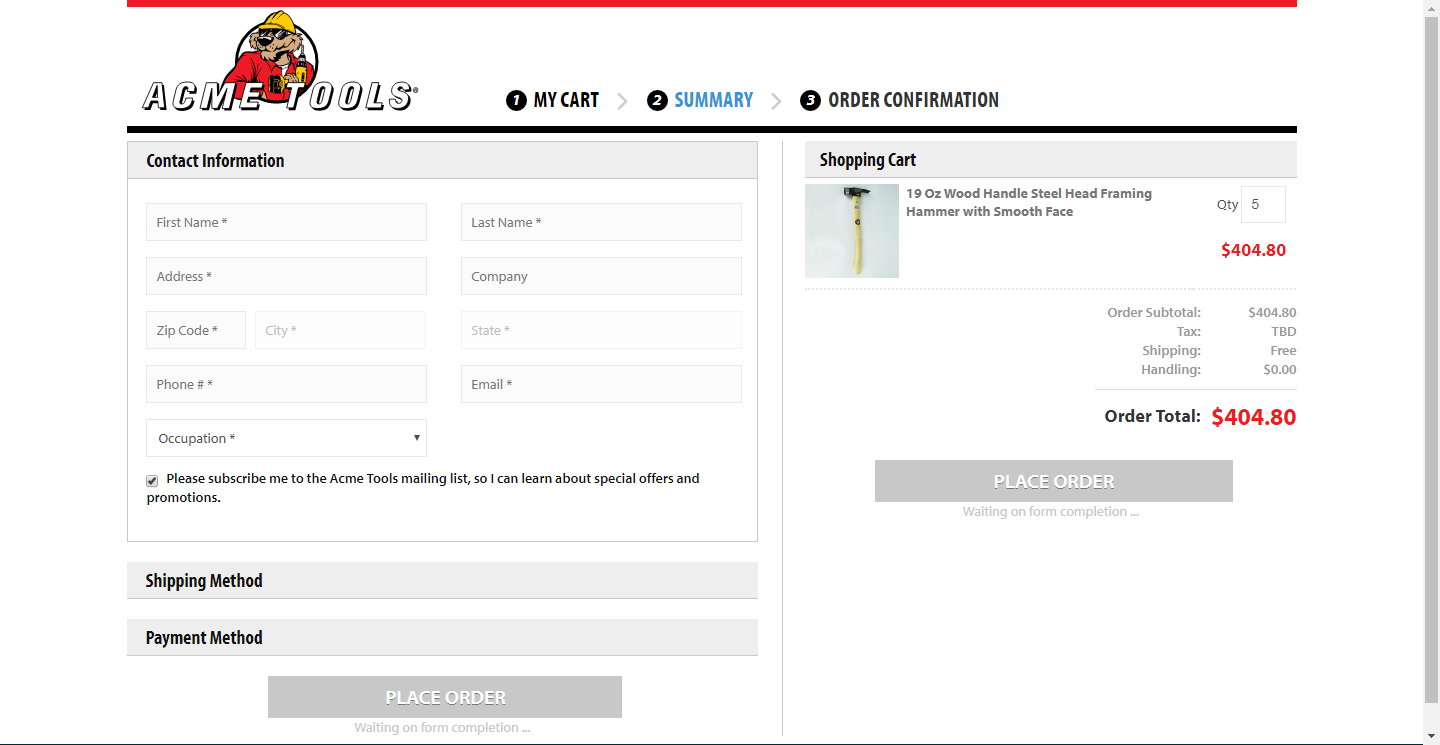 ACME TOOLS®
1 MY CART
2 SUMMARY
3 ORDER CONFIRMATION
Contact Information
First Name *
Last Name *
Address *
Company
Zip Code *
City *
State *
Phone # *
Email *
Occupation *
Please subscribe me to the Acme Tools mailing list, so I can learn about special offers and
promotions.
Shipping Method
Payment Method
PLACE ORDER
Waiting on form completion ...
Shopping Cart
19 Oz Wood Handle Steel Head Framing
Hammer with Smooth Face
Qty 5
$404.80
Order Subtotal: $404.80
Tax: TBD
Shipping: Free
Handling: $0.00
Order Total: $404.80
PLACE ORDER
Waiting on form completion ...